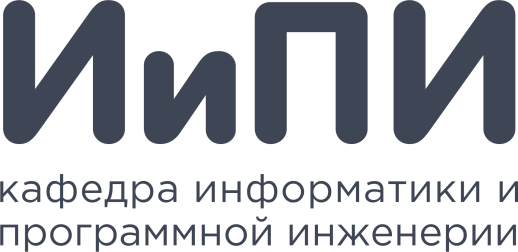 ИиПИ
кафедра информатики и
программной инженерии